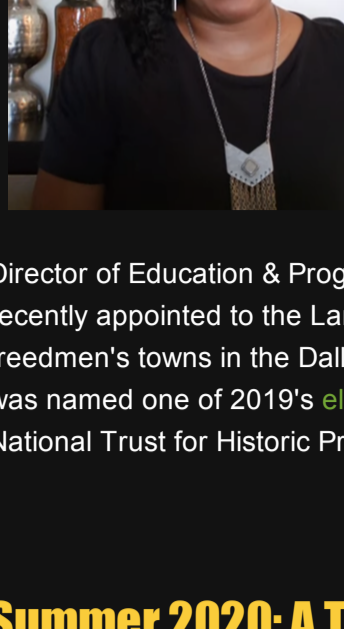 Director of Education & Prog
recently appointed to the La
reedmen's towns in the Dall
was named one of 2019's el
National Trust for Historic Pr
Summer 2020: A T